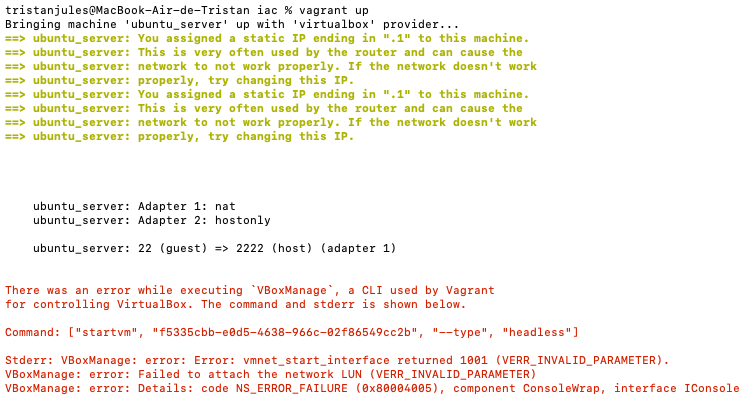 tristanjules@MacBook-Air-de-Tristan iac % vagrant up
Bringing machine 'ubuntu_server' up with 'virtualbox' provider...
==> ubuntu_server: You assigned a static IP ending in ".1" to this machine.
==> ubuntu_server: This is very often used by the router and can cause the
==> ubuntu_server: network to not work properly. If the network doesn't work
==> ubuntu_server: properly, try changing this IP.
==> ubuntu_server: You assigned a static IP ending in ".1" to this machine.
==> ubuntu_server: This is very often used by the router and can cause the
==> ubuntu_server: network to not work properly. If the network doesn't work
==> ubuntu_server: properly, try changing this IP.
ubuntu_server: Adapter 1: nat
ubuntu_server: Adapter 2: hostonly
ubuntu_server: 22 (guest) => 2222 (host) (adapter 1)
There was an error while executing `VBoxManage`, a CLI used by Vagrant
for controlling VirtualBox. The command and stderr is shown below.
Command: ["startvm", "f5335cbb-e0d5-4638-966c-02f86549cc2b", "--type", "headless"]
Stderr: VBoxManage: error: Error: vmnet_start_interface returned 1001 (VERR_INVALID_PARAMETER).
VBoxManage: error: Failed to attach the network LUN (VERR_INVALID_PARAMETER)
VBoxManage: error: Details: code NS_ERROR_FAILURE (0x80004005), component ConsoleWrap, interface IConsole